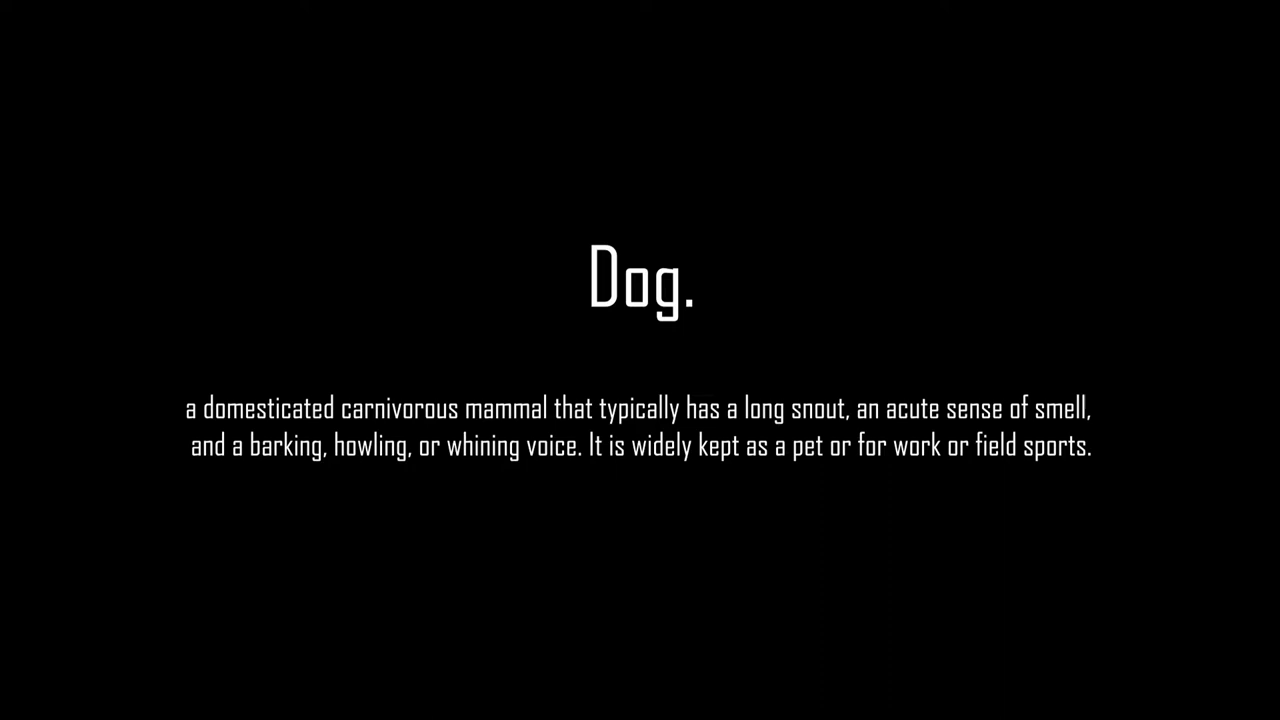 Dog.
a domesticated carnivorous mammal that typically has a long snout, an acute sense of smell,
and a barking, howling, or whining voice. It is widely kept as a pet or for work or field sports.